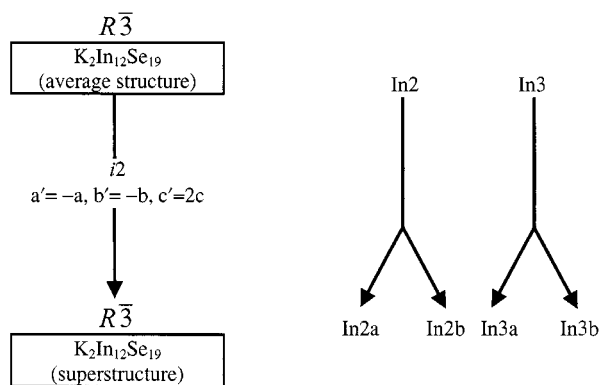 R3̅
K₂In₁₂Se₁₉
(average structure)
i2
a′= −a, b′= −b, c′=2c
R3̅
K₂In₁₂Se₁₉
(superstructure)
In2 In3
In2a In2b In3a In3b